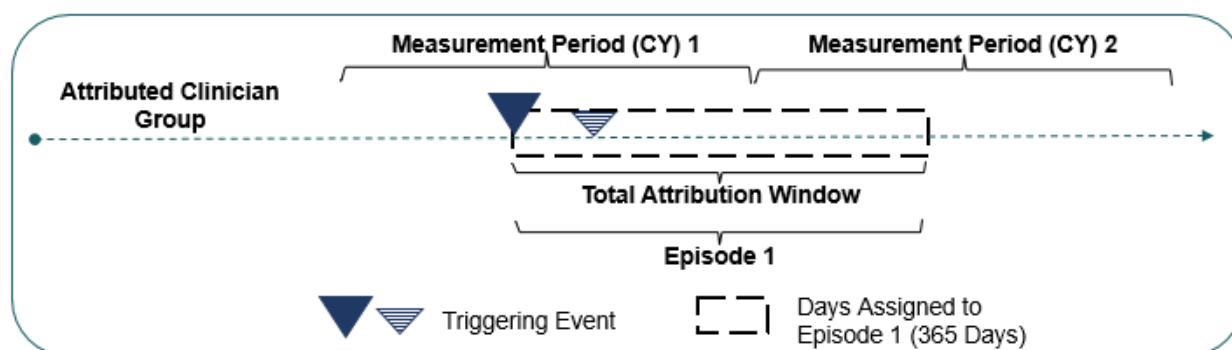 Measurement Period (CY) 1
Measurement Period (CY) 2
Attributed Clinician
Group
Total Attribution Window
Episode 1
Triggering Event
Days Assigned to
Episode 1 (365 Days)